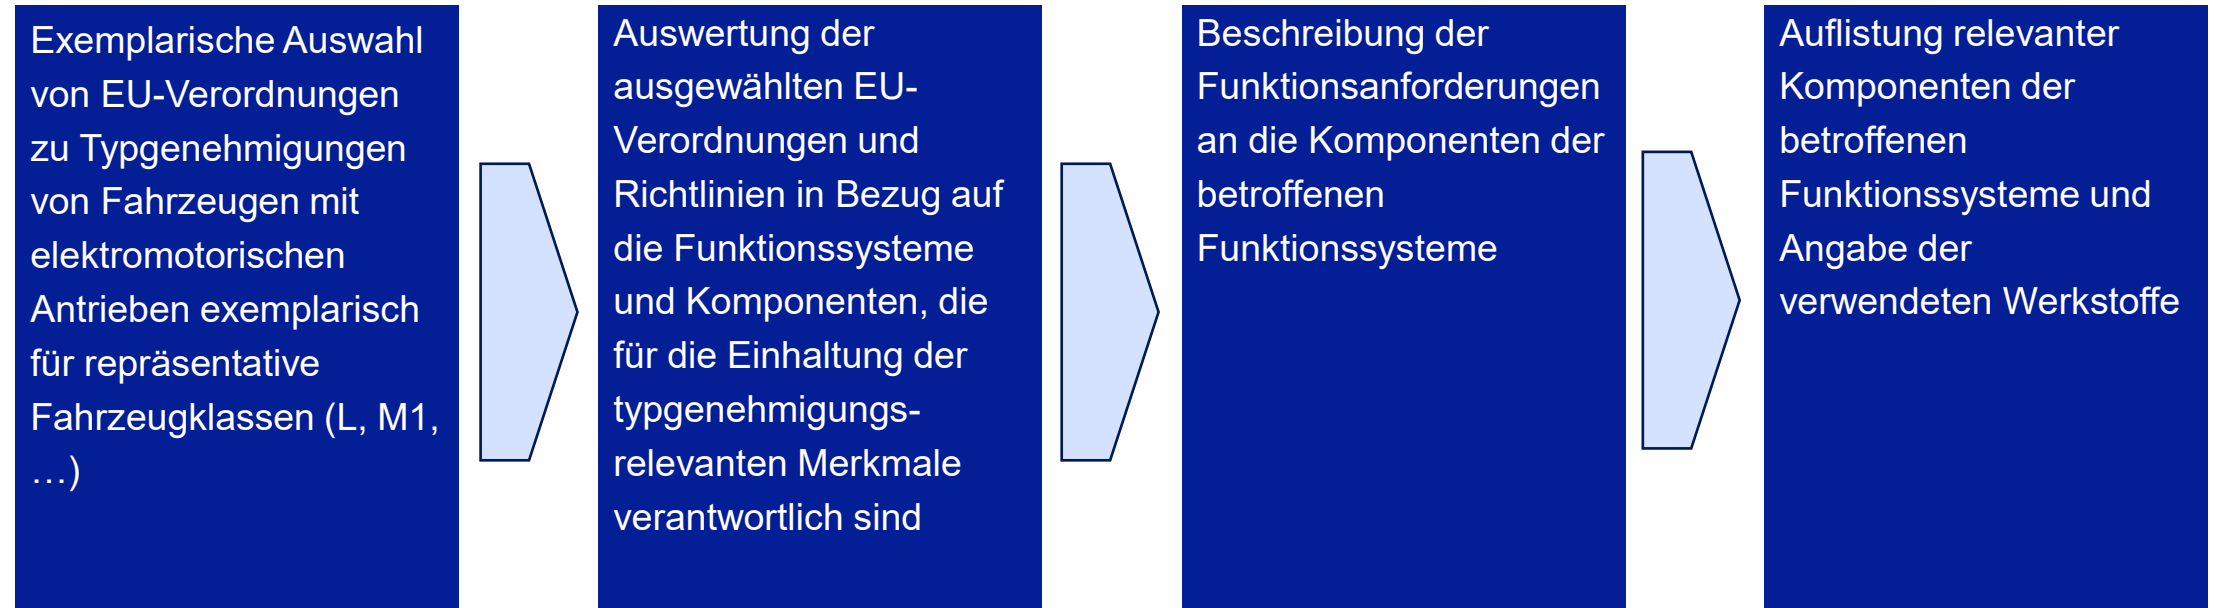 Exemplarische Auswahl
von EU-Verordnungen
zu Typgenehmigungen
von Fahrzeugen mit
elektromotorischen
Antrieben exemplarisch
für repräsentative
Fahrzeugklassen (L, M1,
…)
Auswertung der
ausgewählten EU-
Verordnungen und
Richtlinien in Bezug auf
die Funktionssysteme
und Komponenten, die
für die Einhaltung der
typgenehmigungs-
relevanten Merkmale
verantwortlich sind
Beschreibung der
Funktionsanforderungen
an die Komponenten der
betroffenen
Funktionssysteme
Auflistung relevanter
Komponenten der
betroffenen
Funktionssysteme und
Angabe der
verwendeten Werkstoffe